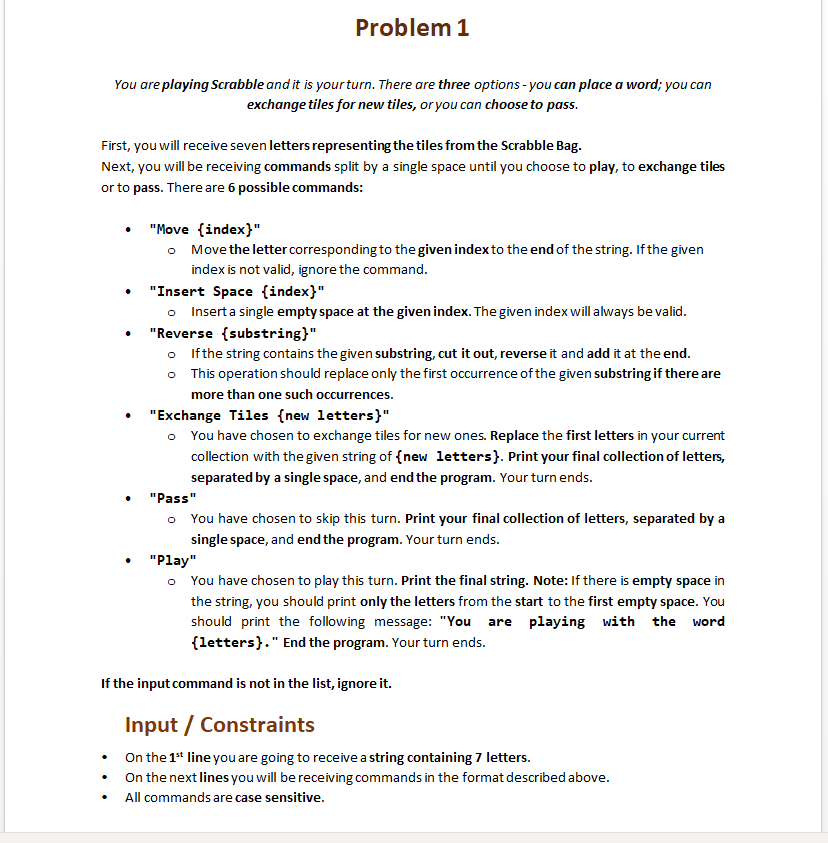 Problem 1
You are playing Scrabble and it is your turn. There are three options - you can place a word; you can
exchange tiles for new tiles, or you can choose to pass.
First, you will receive seven letters representing the tiles from the Scrabble Bag.
Next, you will be receiving commands split by a single space until you choose to play, to exchange tiles
or to pass. There are 6 possible commands:
• "Move {index}"
o Move the letter corresponding to the given index to the end of the string. If the given
index is not valid, ignore the command.
• "Insert Space {index}"
o Insert a single empty space at the given index. The given index will always be valid.
• "Reverse {substring}"
o If the string contains the given substring, cut it out, reverse it and add it at the end.
o This operation should replace only the first occurrence of the given substring if there are
more than one such occurrences.
• "Exchange Tiles {new letters}"
o You have chosen to exchange tiles for new ones. Replace the first letters in your current
collection with the given string of {new letters}. Print your final collection of letters,
separated by a single space, and end the program. Your turn ends.
• "Pass"
o You have chosen to skip this turn. Print your final collection of letters, separated by a
single space, and end the program. Your turn ends.
• "Play"
o You have chosen to play this turn. Print the final string. Note: If there is empty space in
the string, you should print only the letters from the start to the first empty space. You
should print the following message: "You are playing with the word
{letters}." End the program. Your turn ends.
If the input command is not in the list, ignore it.
Input / Constraints
• On the 1st line you are going to receive a string containing 7 letters.
• On the next lines you will be receiving commands in the format described above.
• All commands are case sensitive.